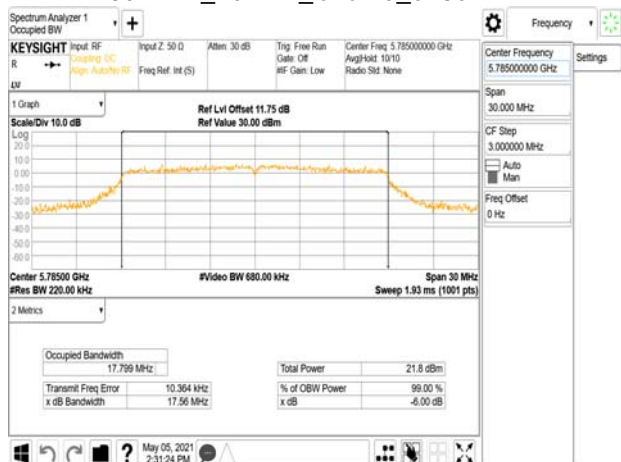 Spectrum Analyzer 1
Occupied BW
Frequency
KEYSIGHT
Input: RF
Coupling: DC
Align: Auto/No RF
Input Z: 50 Ω
Freq Ref: Int (S)
Atten: 30 dB
Trig: Free Run
Gate: Off
#IF Gain: Low
Center Freq: 5.785000000 GHz
Avg|Hold: 10/10
Radio Std: None
R
Center Frequency
5.785000000 GHz
Settings
Span
30.000 MHz
CF Step
3.000000 MHz
Auto
Man
Freq Offset
0 Hz
1 Graph
Scale/Div 10.0 dB
Ref Lvl Offset 11.75 dB
Ref Value 30.00 dBm
Log
20.0
10.0
0.00
-10.0
-20.0
-30.0
-40.0
-50.0
-60.0
Center 5.78500 GHz
#Res BW 220.00 kHz
#Video BW 680.00 kHz
Span 30 MHz
Sweep 1.93 ms (1001 pts)
2 Metrics
Occupied Bandwidth
17.799 MHz
Transmit Freq Error 10.364 kHz
x dB Bandwidth 17.56 MHz
Total Power 21.8 dBm
% of OBW Power 99.00 %
x dB -6.00 dB
May 05, 2021
2:31:24 PM